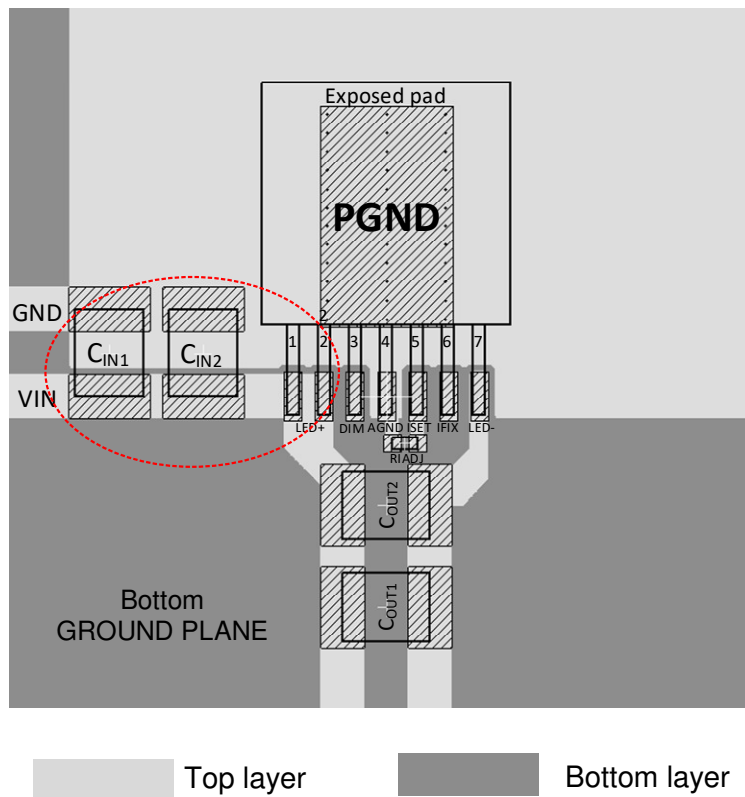 Exposed pad
PGND
2
GND
1 2 3 4 5 6 7
CIN1 CIN2
VIN
LED+ DIM AGND ISET IFIX LED-
RIADJ
COUT2
COUT1
Bottom
GROUND PLANE
Top layer
Bottom layer